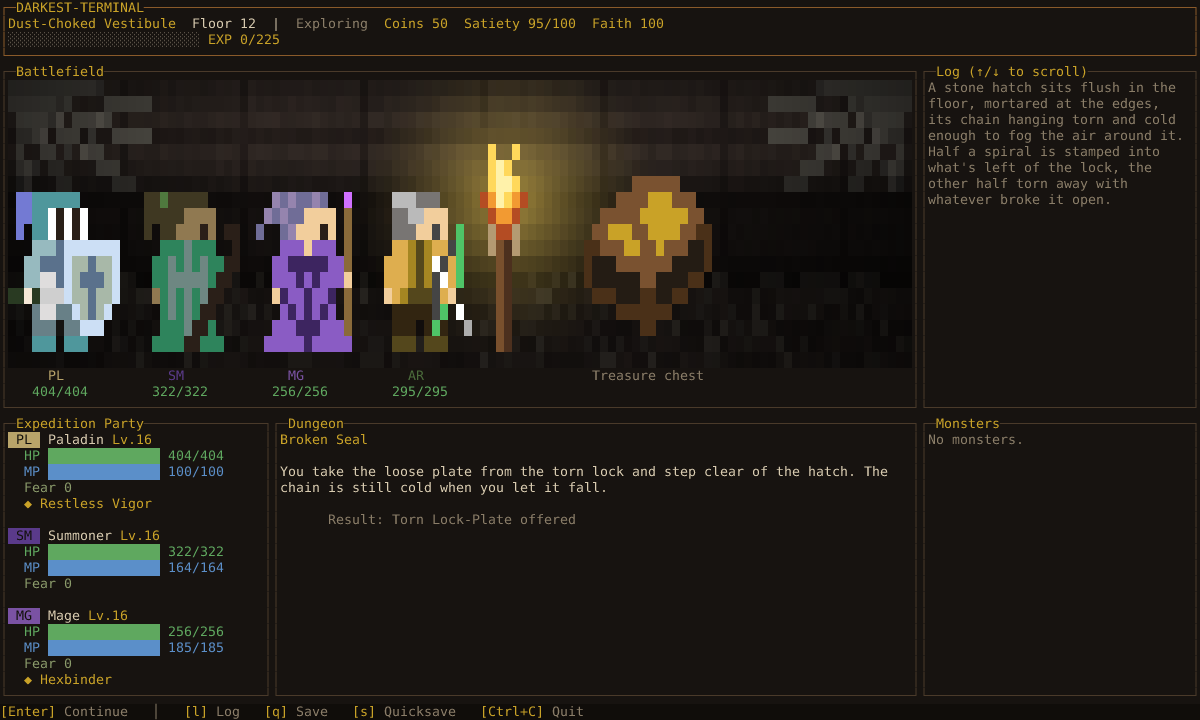 DARKEST-TERMINAL
Dust-Choked Vestibule  Floor 12  |  Exploring  Coins 50  Satiety 95/100  Faith 100
EXP 0/225
Battlefield
PL  SM  MG  AR  Treasure chest
404/404  322/322  256/256  295/295
Log (↑/↓ to scroll)
A stone hatch sits flush in the
floor, mortared at the edges,
its chain hanging torn and cold
enough to fog the air around it.
Half a spiral is stamped into
what's left of the lock, the
other half torn away with
whatever broke it open.
Expedition Party
PL  Paladin Lv.16
HP  404/404
MP  100/100
Fear 0
◆ Restless Vigor
SM  Summoner Lv.16
HP  322/322
MP  164/164
Fear 0
MG  Mage Lv.16
HP  256/256
MP  185/185
Fear 0
◆ Hexbinder
Dungeon
Broken Seal
You take the loose plate from the torn lock and step clear of the hatch. The
chain is still cold when you let it fall.
Result: Torn Lock-Plate offered
Monsters
No monsters.
[Enter] Continue  │  [l] Log  [q] Save  [s] Quicksave  [Ctrl+C] Quit